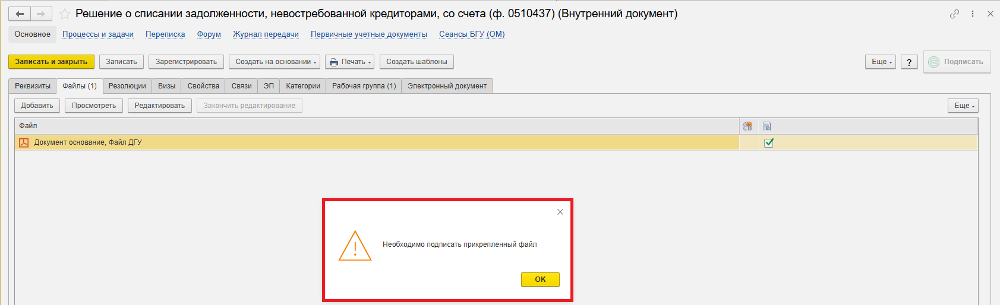 Решение о списании задолженности, невостребованной кредиторами, со счета (ф. 0510437) (Внутренний документ)
Основное Процессы и задачи Переписка Форум Журнал передачи Первичные учетные документы Сеансы БГУ (ОМ)
Записать и закрыть Записать Зарегистрировать Создать на основании Печать Создать шаблоны Еще ? Подписать
Реквизиты Файлы (1) Резолюции Визы Свойства Связи ЭП Категории Рабочая группа (1) Электронный документ
Добавить Просмотреть Редактировать Закончить редактирование Еще
Файл
Документ основание, Файл ДГУ
Необходимо подписать прикрепленный файл
ОК